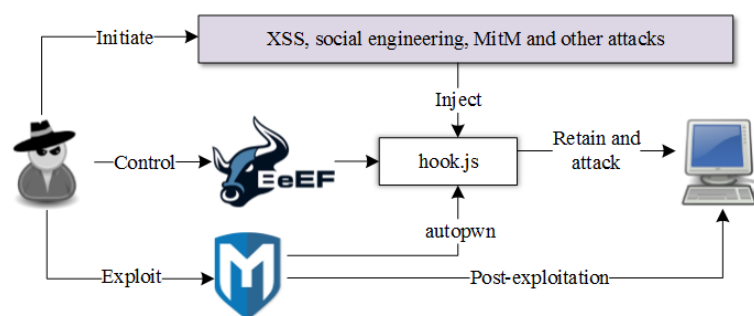 Initiate
XSS, social engineering, MitM and other attacks
Inject
Control
BeEF
hook.js
Retain and
attack
autopwn
Exploit
M
Post-exploitation